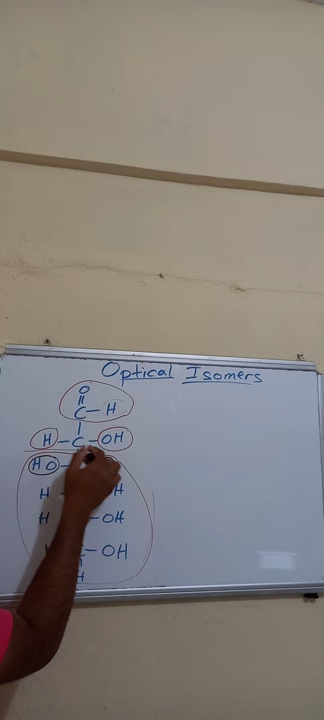 Optical Isomers
O
C-H
H-C-OH
HO
H H
H OH
OH
H